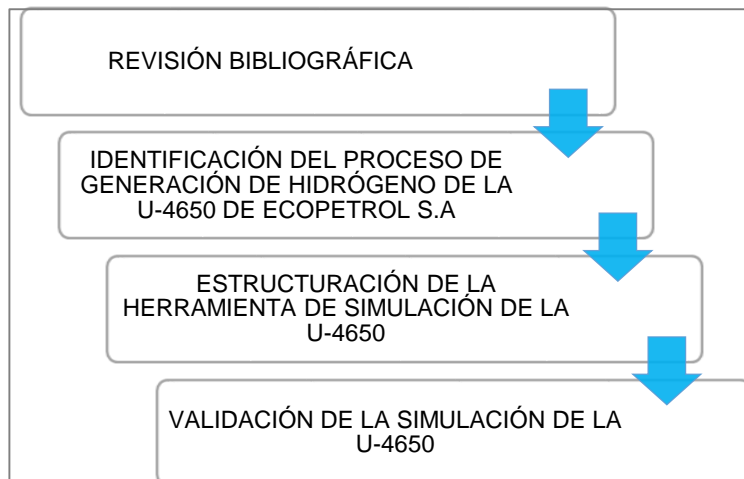 REVISIÓN BIBLIOGRÁFICA
IDENTIFICACIÓN DEL PROCESO DE
GENERACIÓN DE HIDRÓGENO DE LA
U-4650 DE ECOPETROL S.A
ESTRUCTURACIÓN DE LA
HERRAMIENTA DE SIMULACIÓN DE LA
U-4650
VALIDACIÓN DE LA SIMULACIÓN DE LA
U-4650